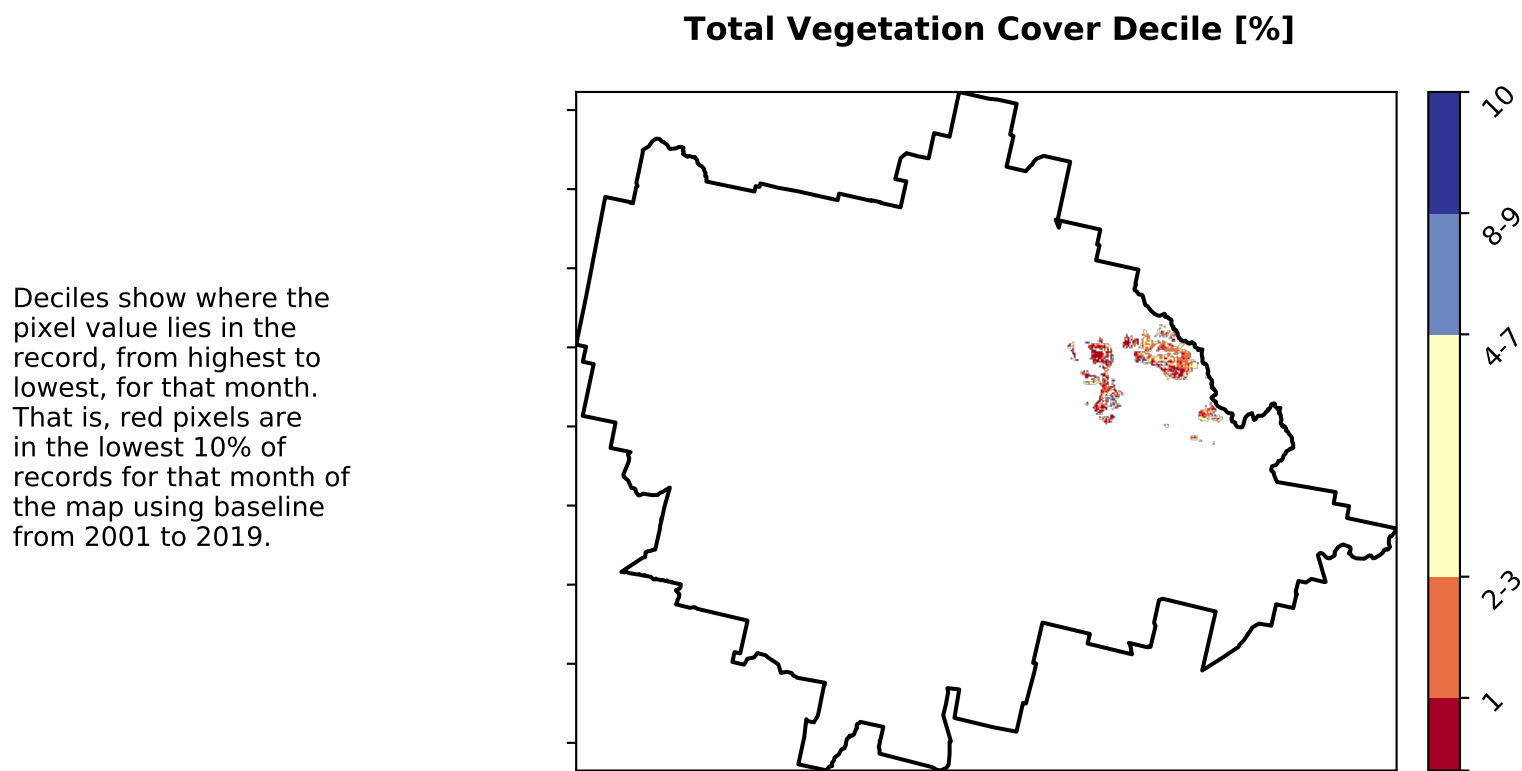 Total Vegetation Cover Decile [%]
Deciles show where the
pixel value lies in the
record, from highest to
lowest, for that month.
That is, red pixels are
in the lowest 10% of
records for that month of
the map using baseline
from 2001 to 2019.
10
8-9
4-7
2-3
1